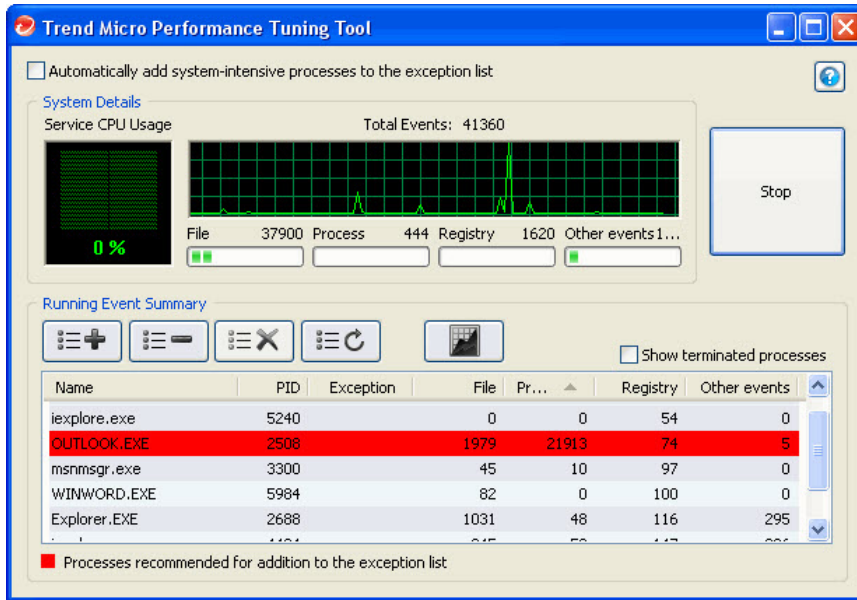 Trend Micro Performance Tuning Tool
Automatically add system-intensive processes to the exception list
System Details
Service CPU Usage
Total Events: 41360
0 %
File 37900 Process 444 Registry 1620 Other events1...
Stop
Running Event Summary
Show terminated processes
Name PID Exception File Pr... Registry Other events
iexplore.exe 5240 0 0 54 0
OUTLOOK.EXE 2508 1979 21913 74 5
msnmsgr.exe 3300 45 10 97 0
WINWORD.EXE 5984 82 0 100 0
Explorer.EXE 2688 1031 48 116 295
Processes recommended for addition to the exception list